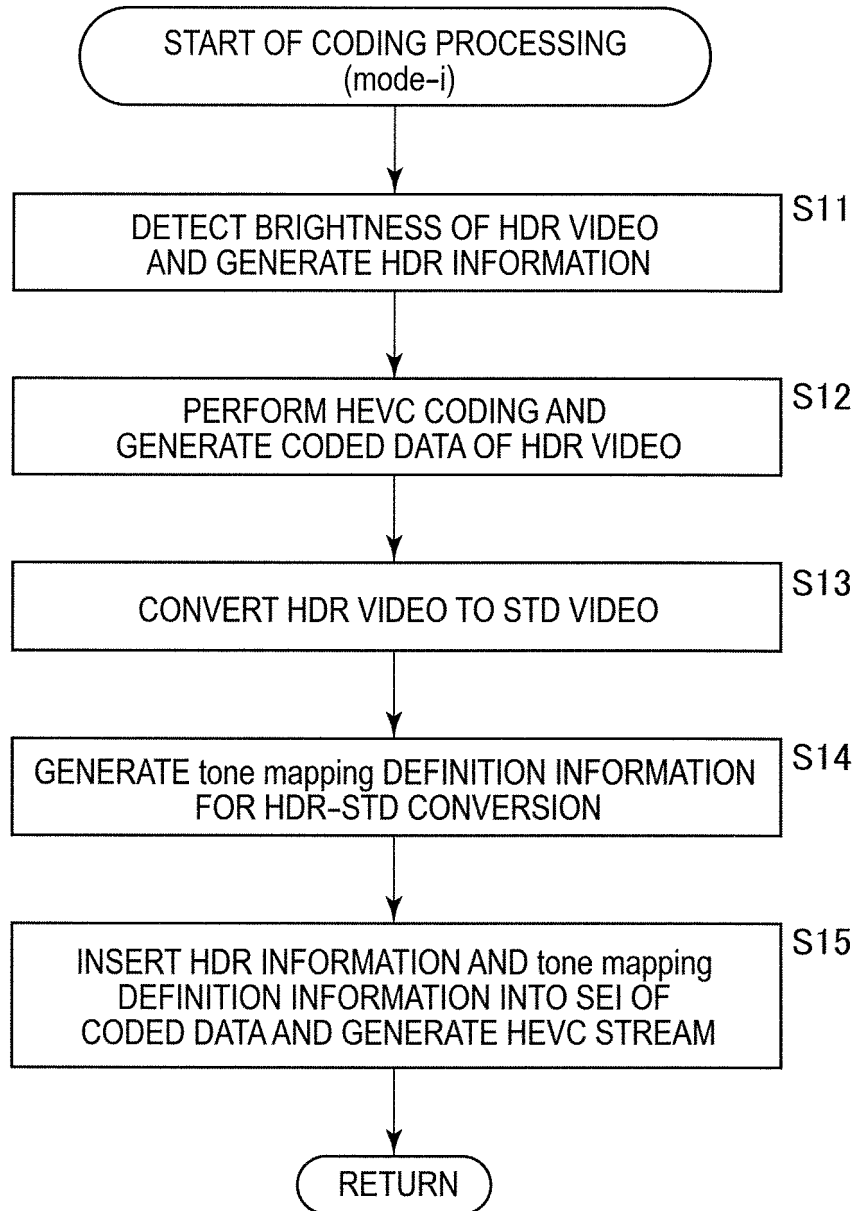 START OF CODING PROCESSING
(mode-i)
S11
DETECT BRIGHTNESS OF HDR VIDEO
AND GENERATE HDR INFORMATION
S12
PERFORM HEVC CODING AND
GENERATE CODED DATA OF HDR VIDEO
S13
CONVERT HDR VIDEO TO STD VIDEO
S14
GENERATE tone mapping DEFINITION INFORMATION
FOR HDR-STD CONVERSION
S15
INSERT HDR INFORMATION AND tone mapping
DEFINITION INFORMATION INTO SEI OF
CODED DATA AND GENERATE HEVC STREAM
RETURN